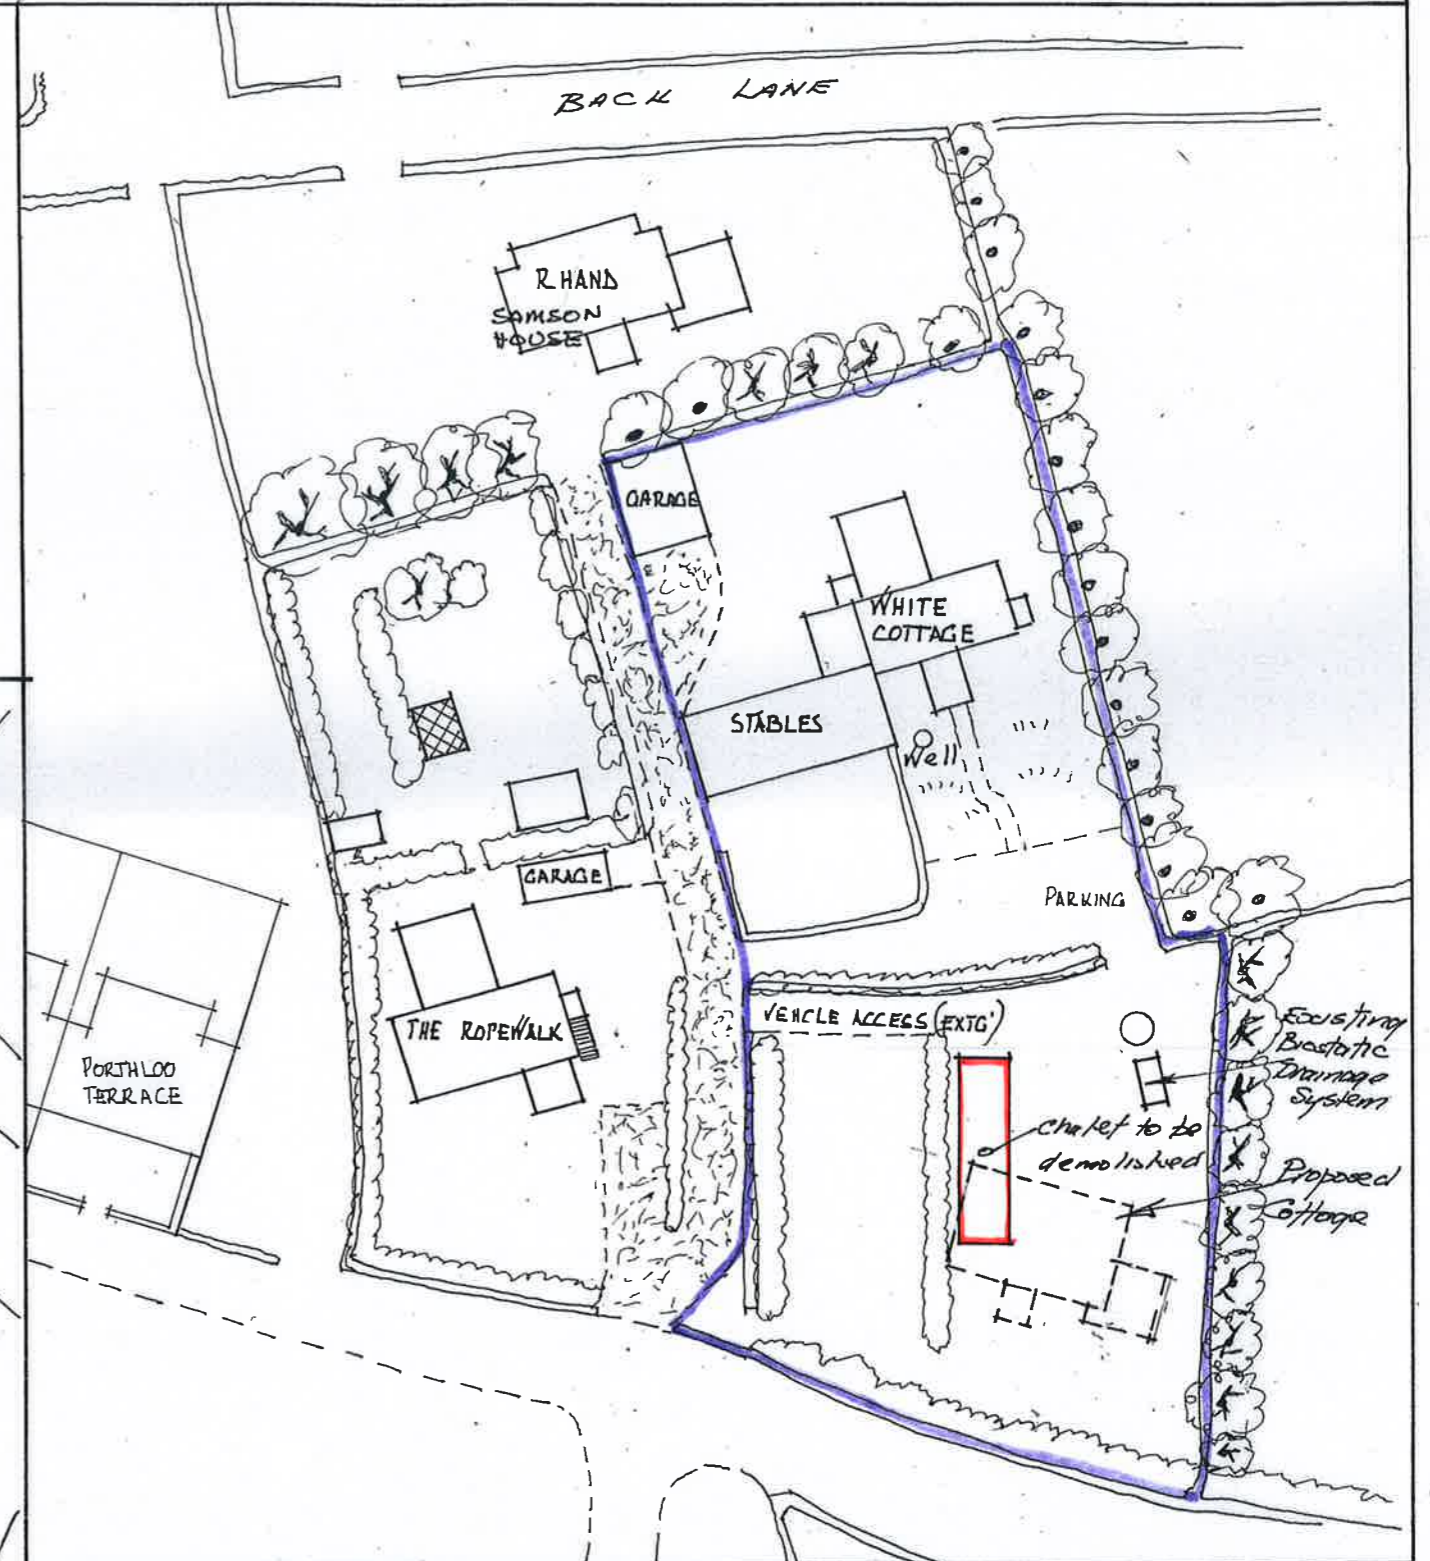 BACK LANE
R HAND
SAMSON
HOUSE
GARAGE
WHITE
COTTAGE
STABLES
Well
GARAGE
PARKING
THE ROPEWALK
VEHCLE ACCESS (EXTG')
PORTHLOO
TERRACE
Existing
Biostatic
Drainage
System
chalet to be
demolished
Proposed
Cottage